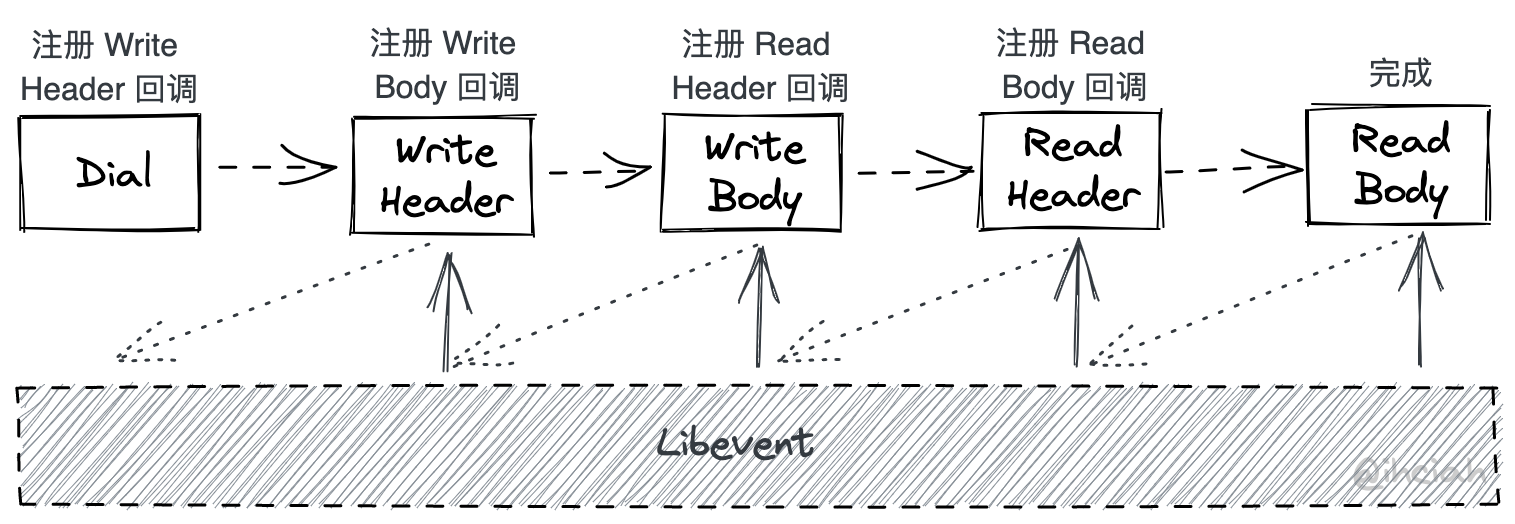 注册 Write
Header 回调
注册 Write
Body 回调
注册 Read
Header 回调
注册 Read
Body 回调
完成
Dial
Write
Header
Write
Body
Read
Header
Read
Body
Libevent
@ihciah